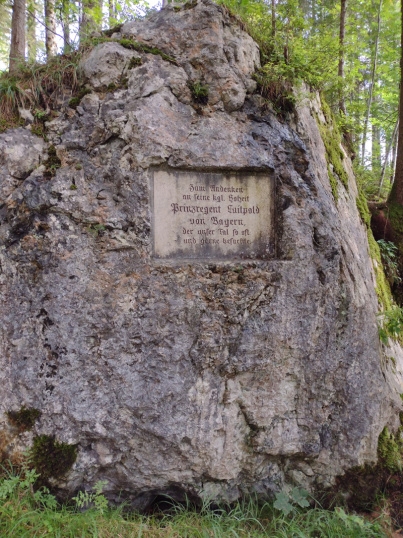 Zum Andenken
an seine kgl. Hoheit
Prinzregent Luitpold
von Bayern,
der unser Tal so oft
und gerne besuchte.